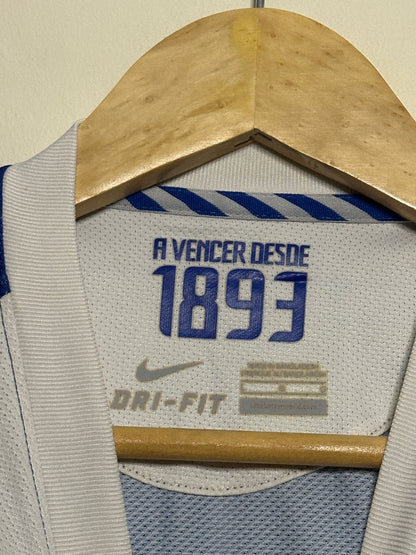 A VENCER DESDE
1893
DRI-FIT